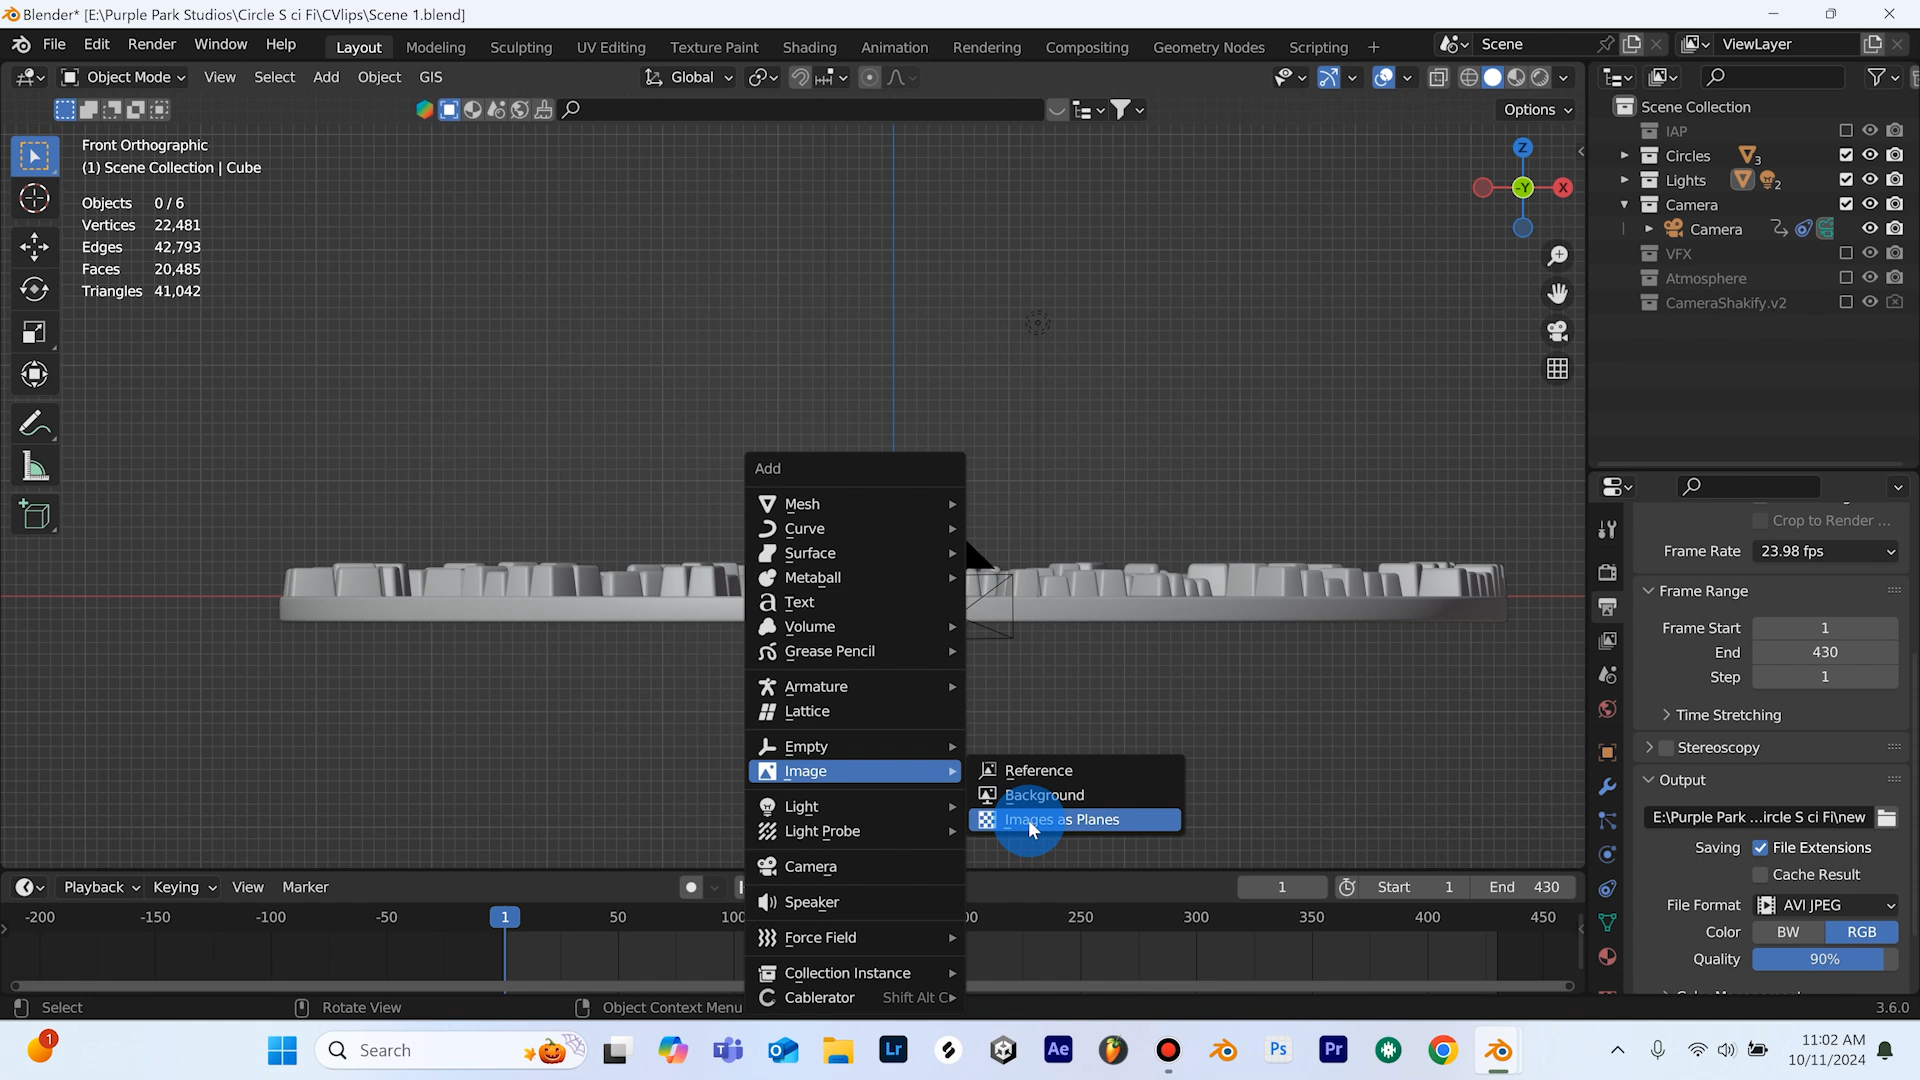 Blender* [E:\Purple Park Studios\Circle S ci Fi\CVlips\Scene 1.blend]
File Edit Render Window Help
Layout Modeling Sculpting UV Editing Texture Paint Shading Animation Rendering Compositing Geometry Nodes Scripting +
Scene
ViewLayer
Object Mode View Select Add Object GIS
Global
Options
Front Orthographic
(1) Scene Collection | Cube
Objects 0 / 6
Vertices 22,481
Edges 42,793
Faces 20,485
Triangles 41,042
Z
-Y
X
Scene Collection
IAP
Circles 3
Lights 2
Camera
Camera
VFX
Atmosphere
CameraShakify.v2
Add
Mesh
Curve
Surface
Metaball
Text
Volume
Grease Pencil
Armature
Lattice
Empty
Image
Light
Light Probe
Camera
Speaker
Force Field
Collection Instance
Cablerator Shift Alt C
Reference
Background
Images as Planes
Crop to Render ...
Frame Rate 23.98 fps
Frame Range
Frame Start 1
End 430
Step 1
Time Stretching
Stereoscopy
Output
E:\Purple Park ...ircle S ci Fi\new
Saving File Extensions
Cache Result
File Format AVI JPEG
Color BW RGB
Quality 90%
Playback Keying View Marker
1 Start 1 End 430
-200 -150 -100 -50 1 50 100 250 300 350 400 450
Select Rotate View Object Context Menu
3.6.0
1
Search
Lr
Ae
Ps
Pr
11:02 AM
10/11/2024